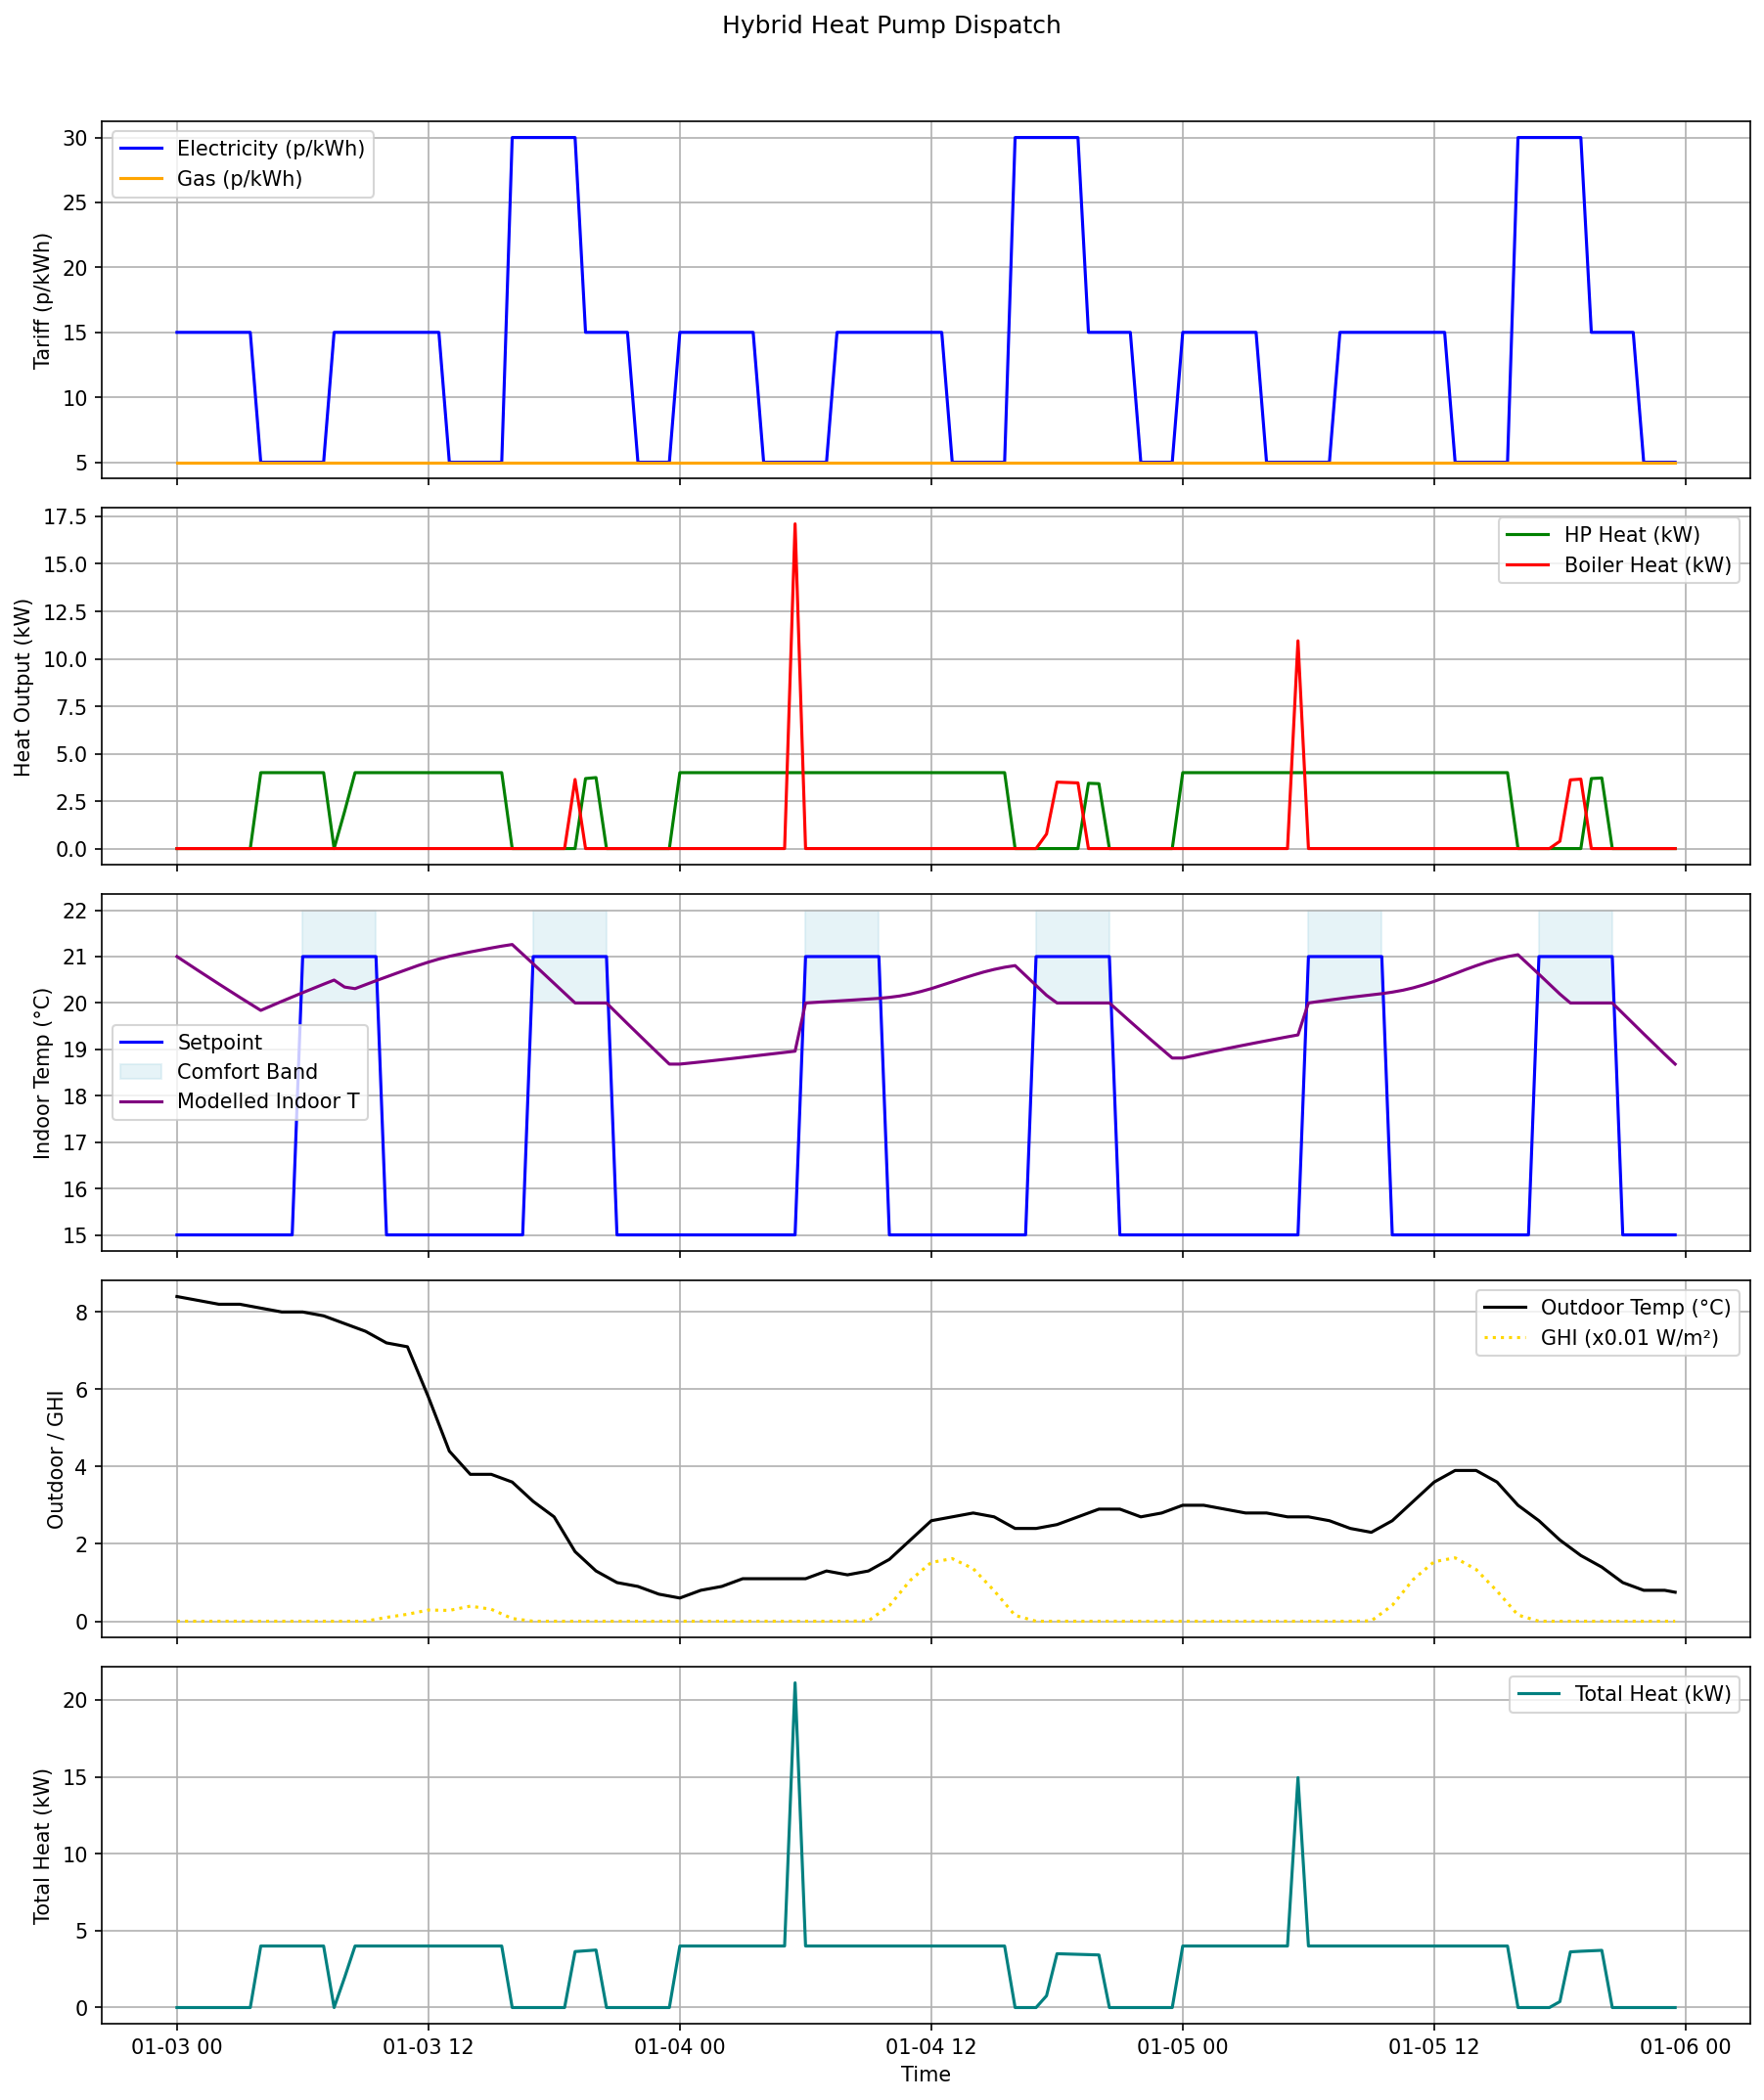 Hybrid Heat Pump Dispatch
Tariff (p/kWh)
30
25
20
15
10
5
Electricity (p/kWh)
Gas (p/kWh)
Heat Output (kW)
17.5
15.0
12.5
10.0
7.5
5.0
2.5
0.0
HP Heat (kW)
Boiler Heat (kW)
Indoor Temp (°C)
22
21
20
19
18
17
16
15
Setpoint
Comfort Band
Modelled Indoor T
Outdoor / GHI
8
6
4
2
0
Outdoor Temp (°C)
GHI (x0.01 W/m²)
Total Heat (kW)
20
15
10
5
0
Total Heat (kW)
01-03 00
01-03 12
01-04 00
01-04 12
01-05 00
01-05 12
01-06 00
Time